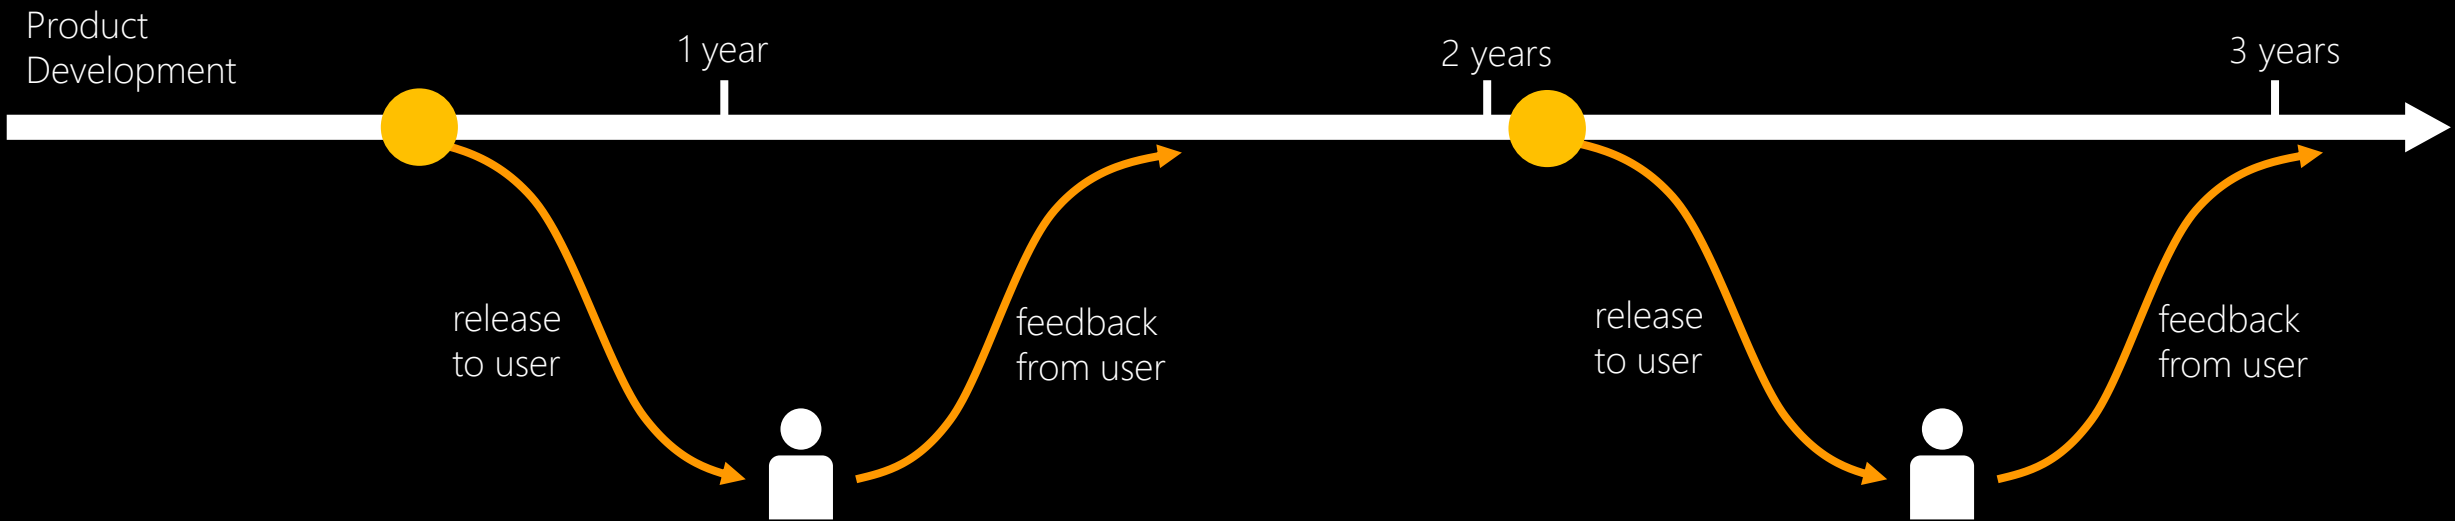 Product
Development
1 year
2 years
3 years
release
to user
feedback
from user
release
to user
feedback
from user